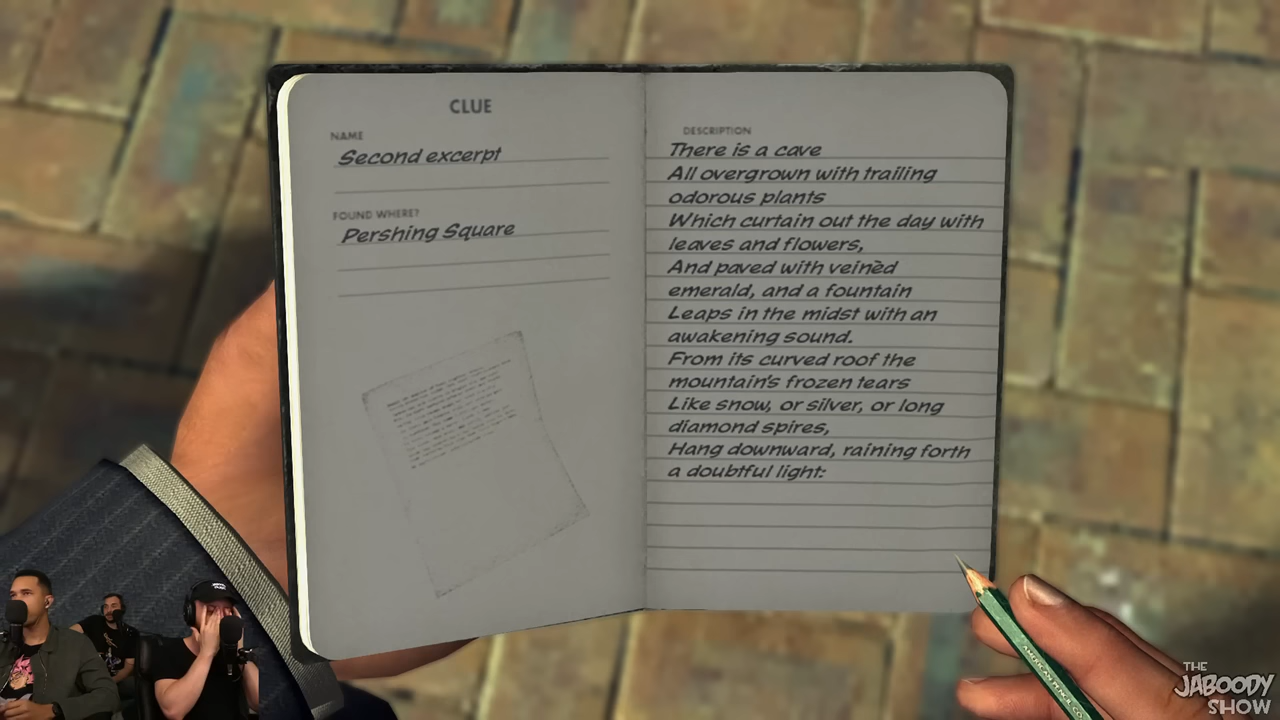 CLUE
NAME
Second excerpt
FOUND WHERE?
Pershing Square
DESCRIPTION
There is a cave
All overgrown with trailing
odorous plants
Which curtain out the day with
leaves and flowers,
And paved with veinèd
emerald, and a fountain
Leaps in the midst with an
awakening sound.
From its curved roof the
mountain's frozen tears
Like snow, or silver, or long
diamond spires,
Hang downward, raining forth
a doubtful light:
THE
JABOODY
SHOW